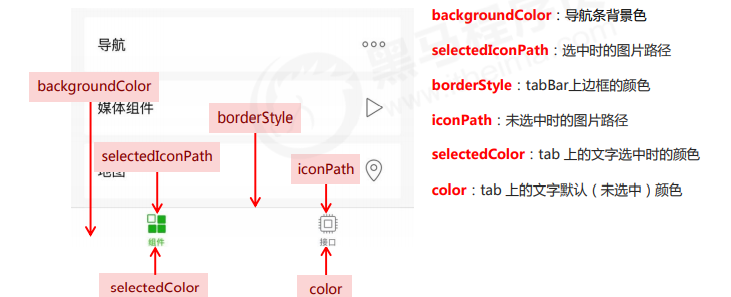 导航
backgroundColor
媒体组件
borderStyle
selectedIconPath
iconPath
地图
组件
接口
selectedColor
color
backgroundColor：导航条背景色
selectedIconPath：选中时的图片路径
borderStyle：tabBar上边框的颜色
iconPath：未选中时的图片路径
selectedColor：tab 上的文字选中时的颜色
color：tab 上的文字默认（未选中）颜色